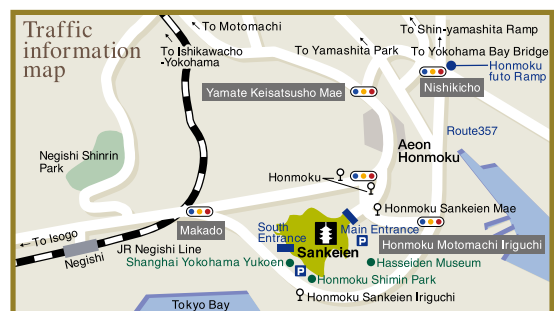 Traffic
information
map
To Motomachi
To Ishikawacho
-Yokohama
To Shin-yamashita Ramp
To Yamashita Park
To Yokohama Bay Bridge
Honmoku
futo Ramp
Nishikicho
Yamate Keisatsusho Mae
Route357
Aeon
Honmoku
Negishi Shinrin
Park
Honmoku
Makado
Honmoku Sankeien Mae
South
Entrance
Main Entrance
P
Sankeien
Honmoku Motomachi Iriguchi
To Isogo
Negishi
JR Negishi Line
Shanghai Yokohama Yukoen
P
Hasseiden Museum
Honmoku Shimin Park
Honmoku Sankeien Iriguchi
Tokyo Bay